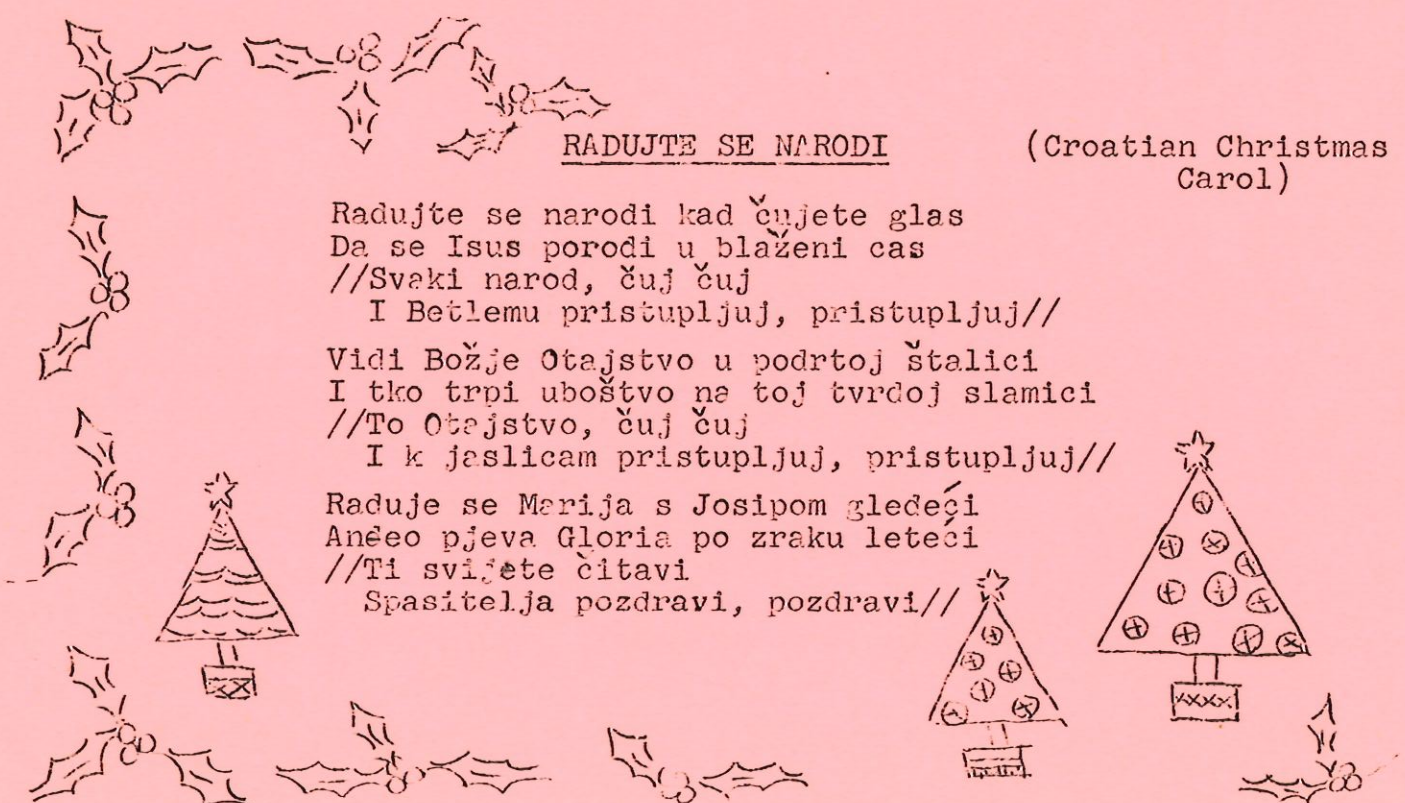 RADUJTE SE NARODI
(Croatian Christmas
Carol)
Radujte se narodi kad čujete glas
Da se Isus porodi u blaženi cas
//Svaki narod, čuj čuj
I Betlemu pristupljuj, pristupljuj//
Vidi Božje Otajstvo u podrtoj štalici
I tko trpi uboštvo na toj tvrdoj slamici
//To Otajstvo, čuj čuj
I k jaslicam pristupljuj, pristupljuj//
Raduje se Marija s Josipom gledeći
Anđeo pjeva Gloria po zraku leteći
//Ti svijete čitavi
Spasitelja pozdravi, pozdravi//